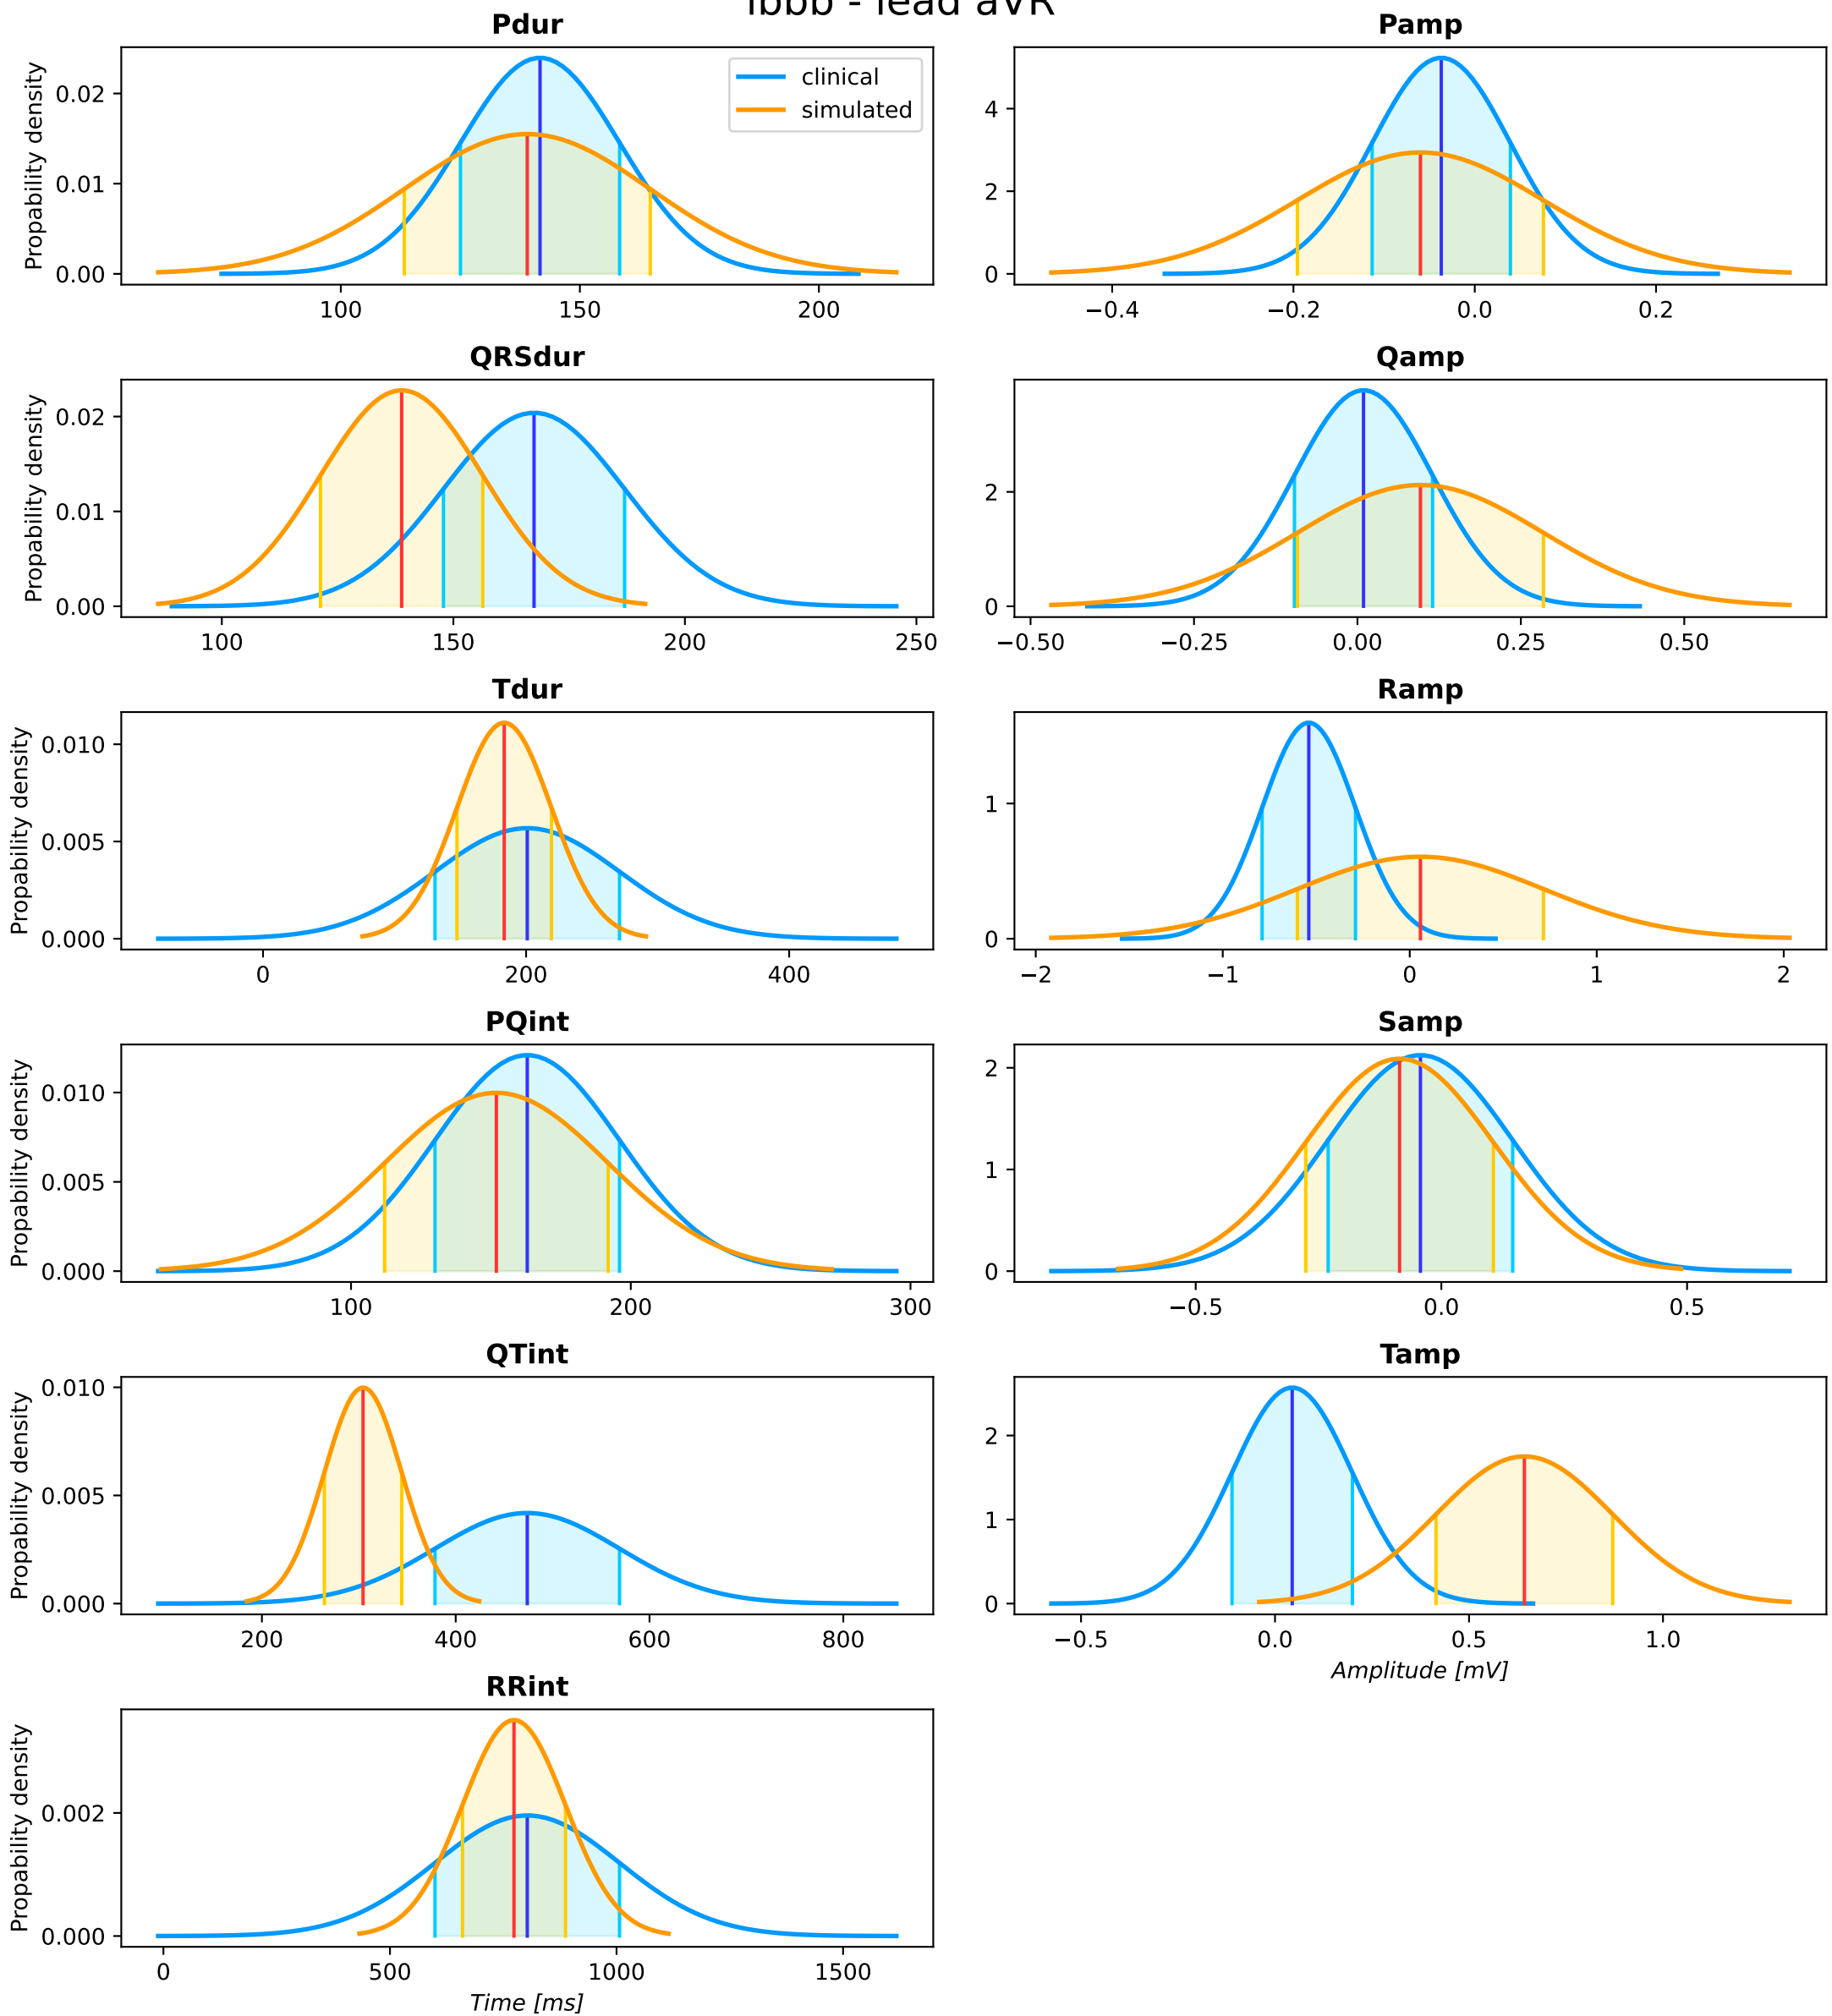 lbbb - lead aVR
Pdur
Propability density
0.02
0.01
0.00
clinical
simulated
100 150 200
Pamp
4
2
0
−0.4 −0.2 0.0 0.2
QRSdur
Propability density
0.02
0.01
0.00
100 150 200 250
Qamp
2
0
−0.50 −0.25 0.00 0.25 0.50
Tdur
Propability density
0.010
0.005
0.000
0 200 400
Ramp
1
0
−2 −1 0 1 2
PQint
Propability density
0.010
0.005
0.000
100 200 300
Samp
2
1
0
−0.5 0.0 0.5
QTint
Propability density
0.010
0.005
0.000
200 400 600 800
Tamp
2
1
0
−0.5 0.0 0.5 1.0
Amplitude [mV]
RRint
Propability density
0.002
0.000
0 500 1000 1500
Time [ms]